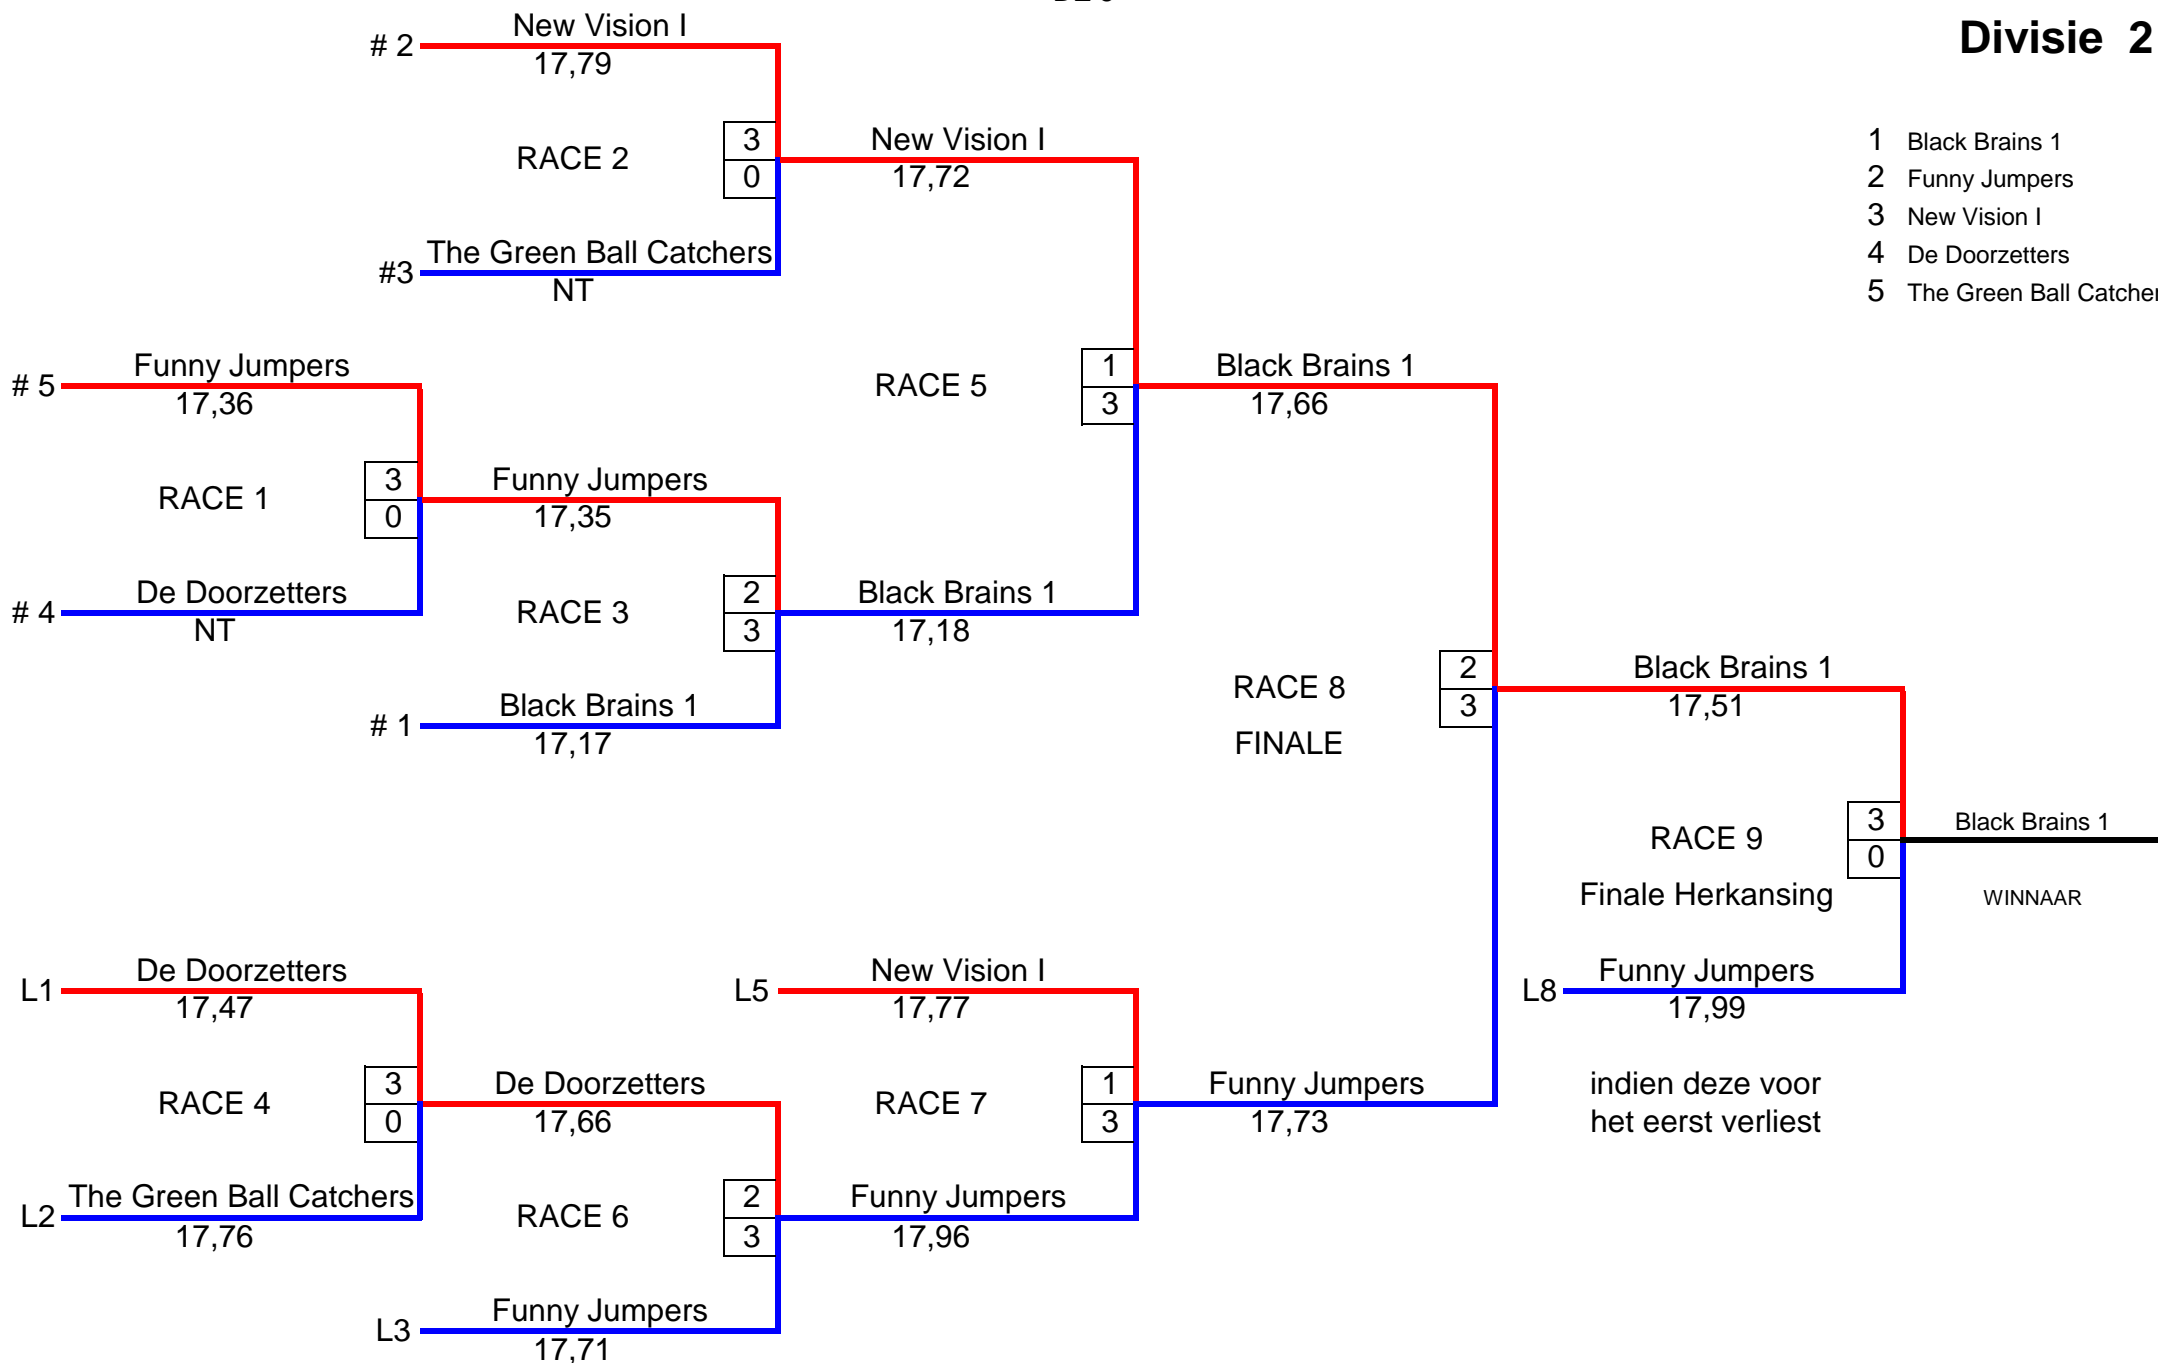 Divisie 2
New Vision I
# 2
17,79
RACE 2
3
0
New Vision I
17,72
The Green Ball Catchers
#3
NT
1 Black Brains 1
2 Funny Jumpers
3 New Vision I
4 De Doorzetters
5 The Green Ball Catcher
Funny Jumpers
# 5
17,36
RACE 1
3
0
Funny Jumpers
17,35
De Doorzetters
# 4
NT
RACE 3
2
3
Black Brains 1
17,18
Black Brains 1
# 1
17,17
RACE 5
1
3
Black Brains 1
17,66
RACE 8
FINALE
2
3
Black Brains 1
17,51
RACE 9
Finale Herkansing
3
0
Black Brains 1
WINNAAR
De Doorzetters
L1
17,47
RACE 4
3
0
De Doorzetters
17,66
The Green Ball Catchers
L2
17,76
RACE 6
2
3
Funny Jumpers
17,96
Funny Jumpers
L3
17,71
New Vision I
L5
17,77
RACE 7
1
3
Funny Jumpers
17,73
Funny Jumpers
L8
17,99
indien deze voor
het eerst verliest